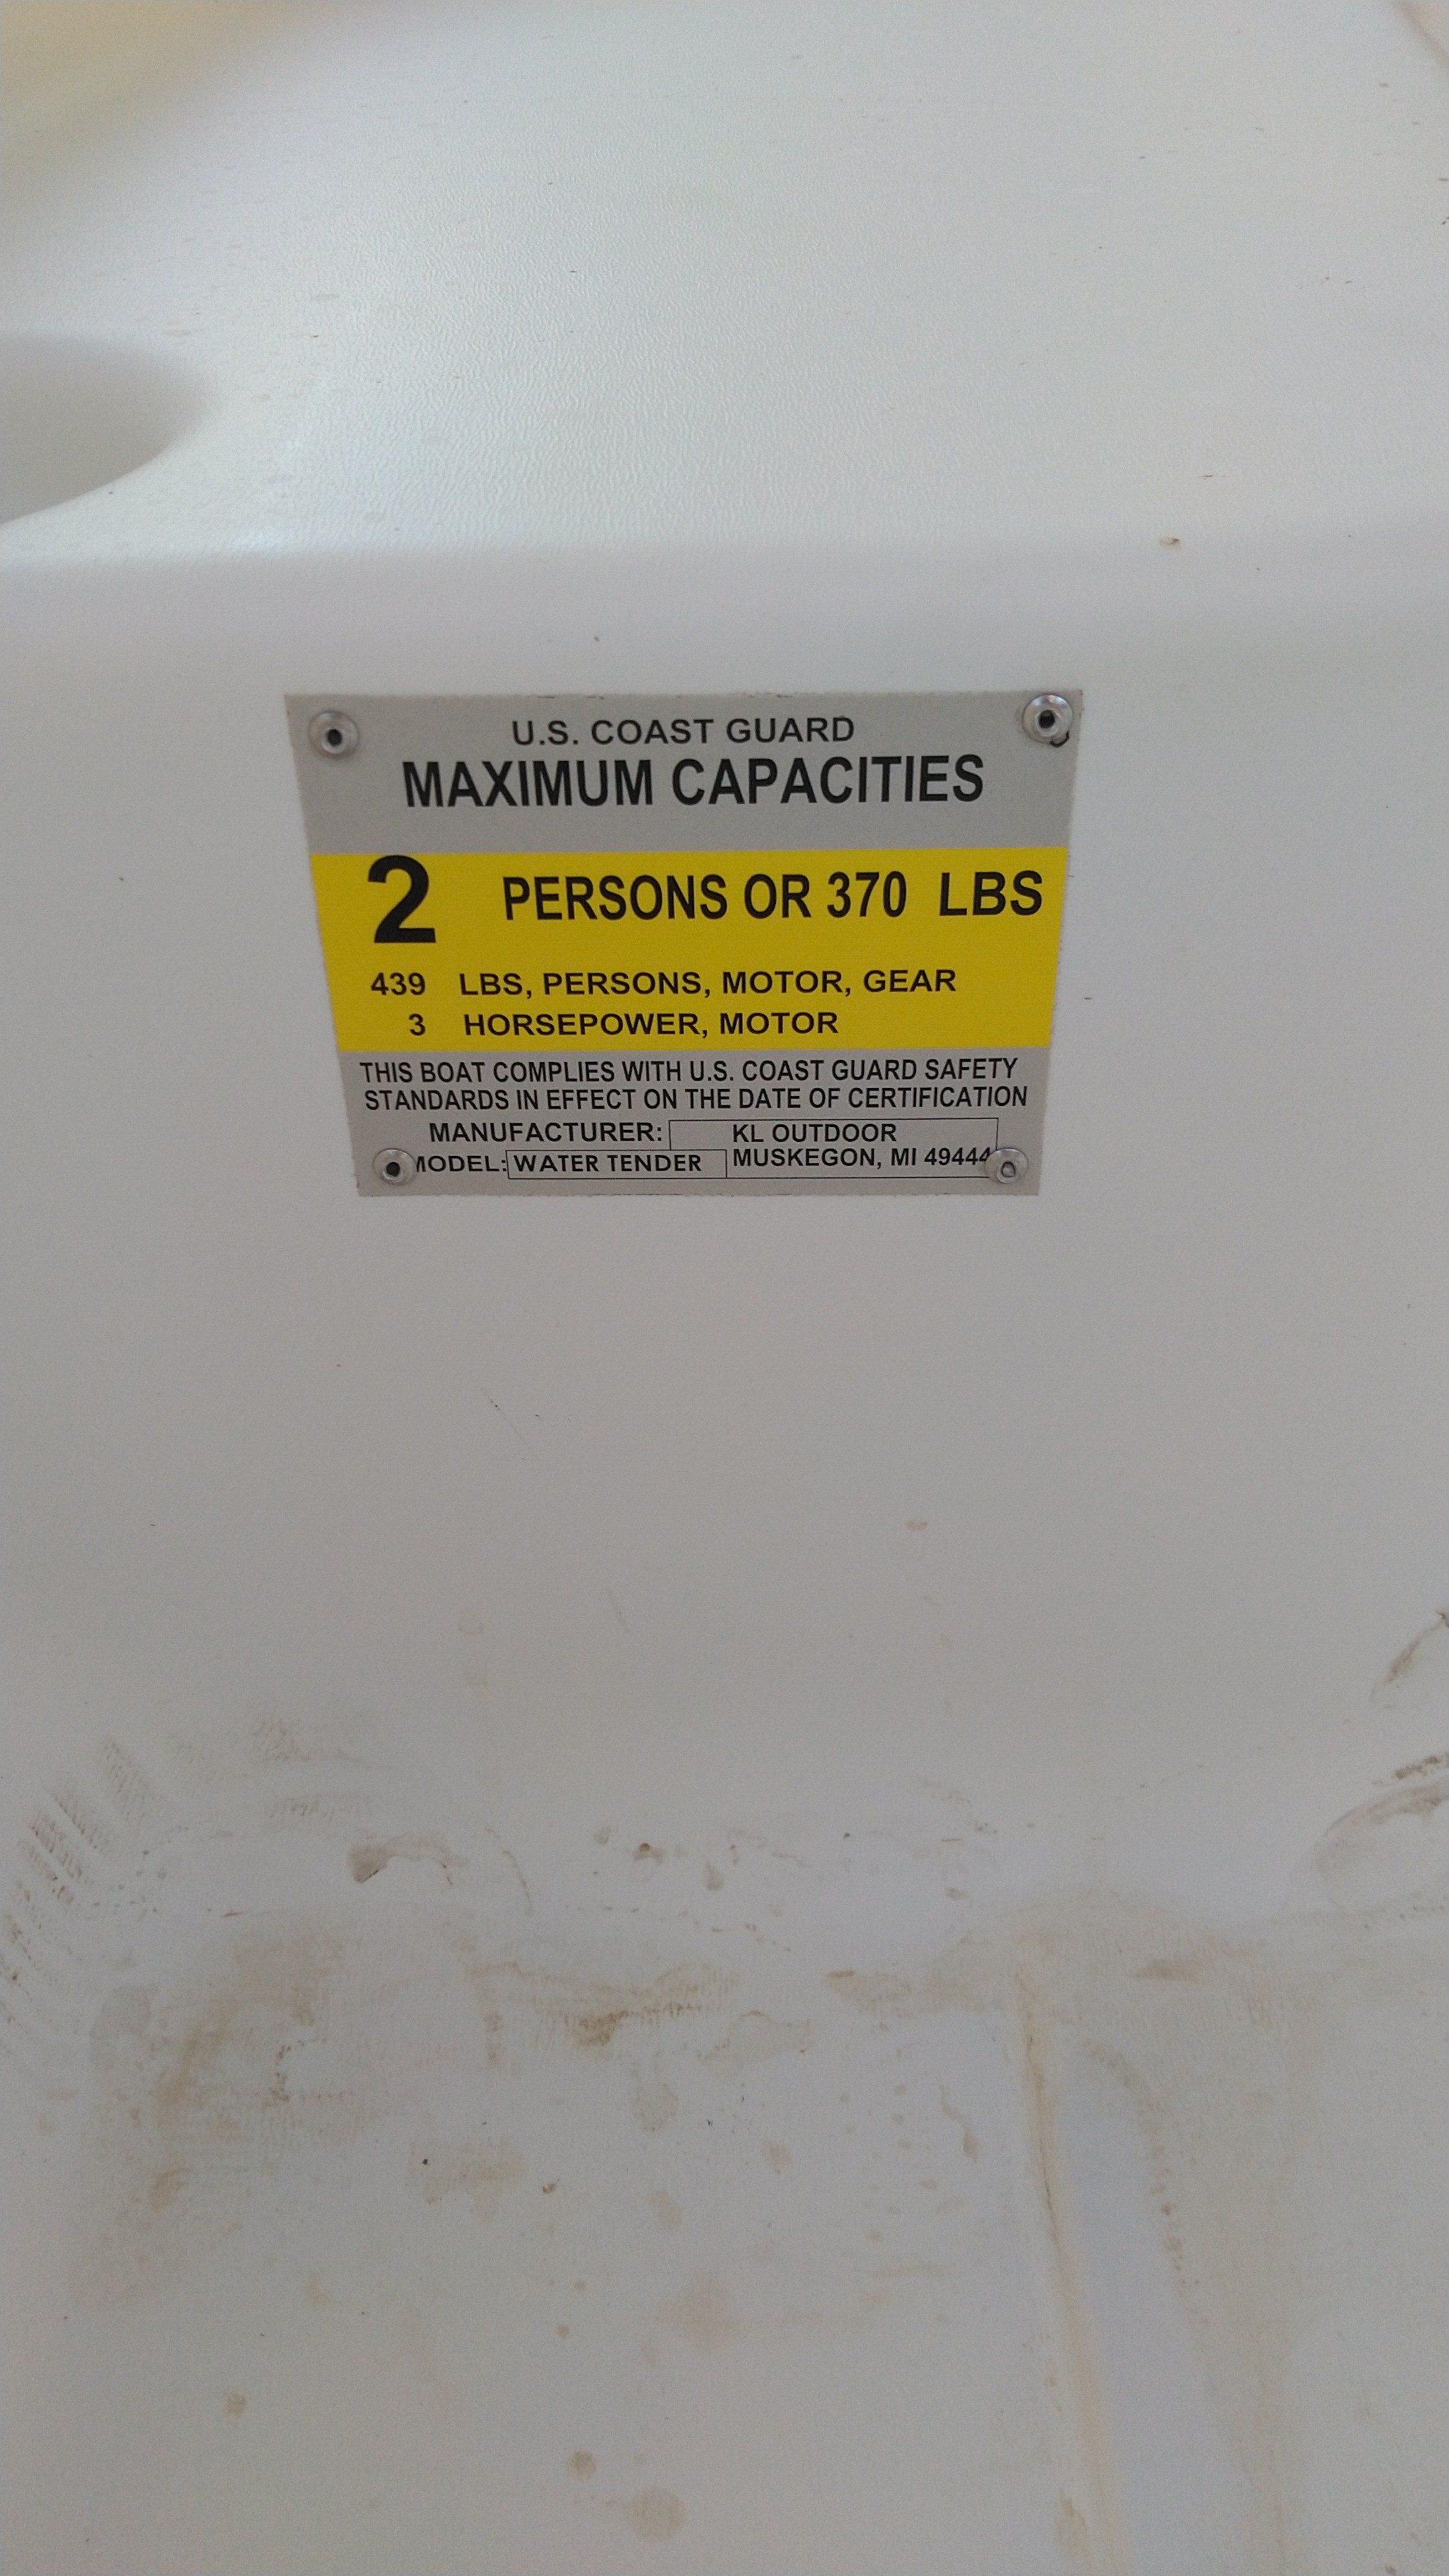 U.S. COAST GUARD
MAXIMUM CAPACITIES
2 PERSONS OR 370 LBS
439 LBS, PERSONS, MOTOR, GEAR
3 HORSEPOWER, MOTOR
THIS BOAT COMPLIES WITH U.S. COAST GUARD SAFETY
STANDARDS IN EFFECT ON THE DATE OF CERTIFICATION
MANUFACTURER: KL OUTDOOR
MODEL: WATER TENDER MUSKEGON, MI 49444